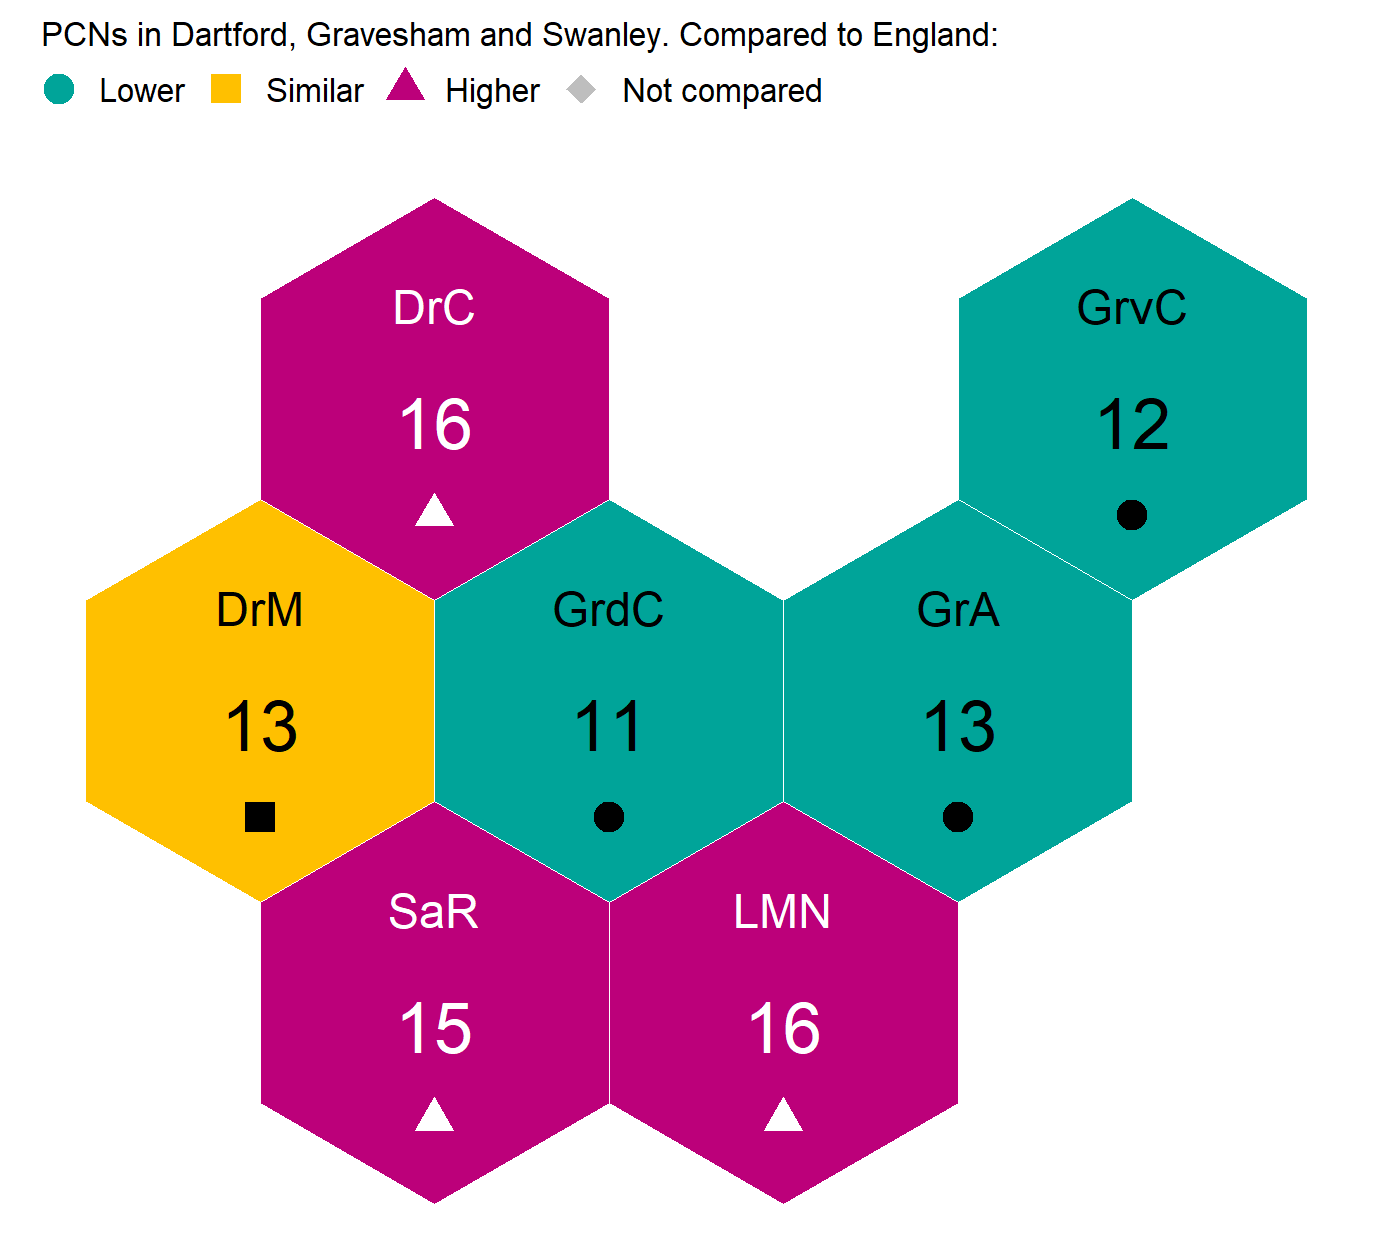 PCNs in Dartford, Gravesham and Swanley. Compared to England:
Lower Similar Higher Not compared
DrC
16
GrvC
12
DrM
13
GrdC
11
GrA
13
SaR
15
LMN
16